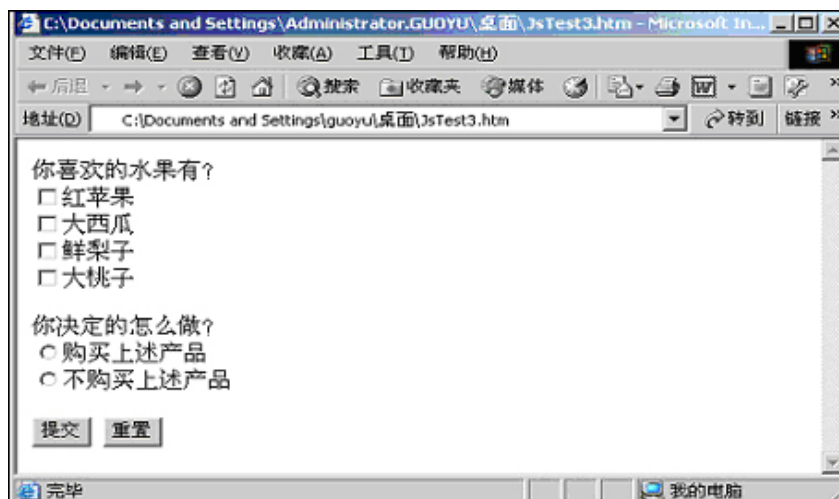 C:\Documents and Settings\Administrator.GUOYU\桌面\JsTest3.htm - Microsoft In...
文件(F) 编辑(E) 查看(V) 收藏(A) 工具(T) 帮助(H)
后退 搜索 收藏夹 媒体
地址(D) C:\Documents and Settings\guoyu\桌面\JsTest3.htm 转到 链接
你喜欢的水果有?
红苹果
大西瓜
鲜梨子
大桃子
你决定的怎么做?
购买上述产品
不购买上述产品
提交 重置
完毕 我的电脑